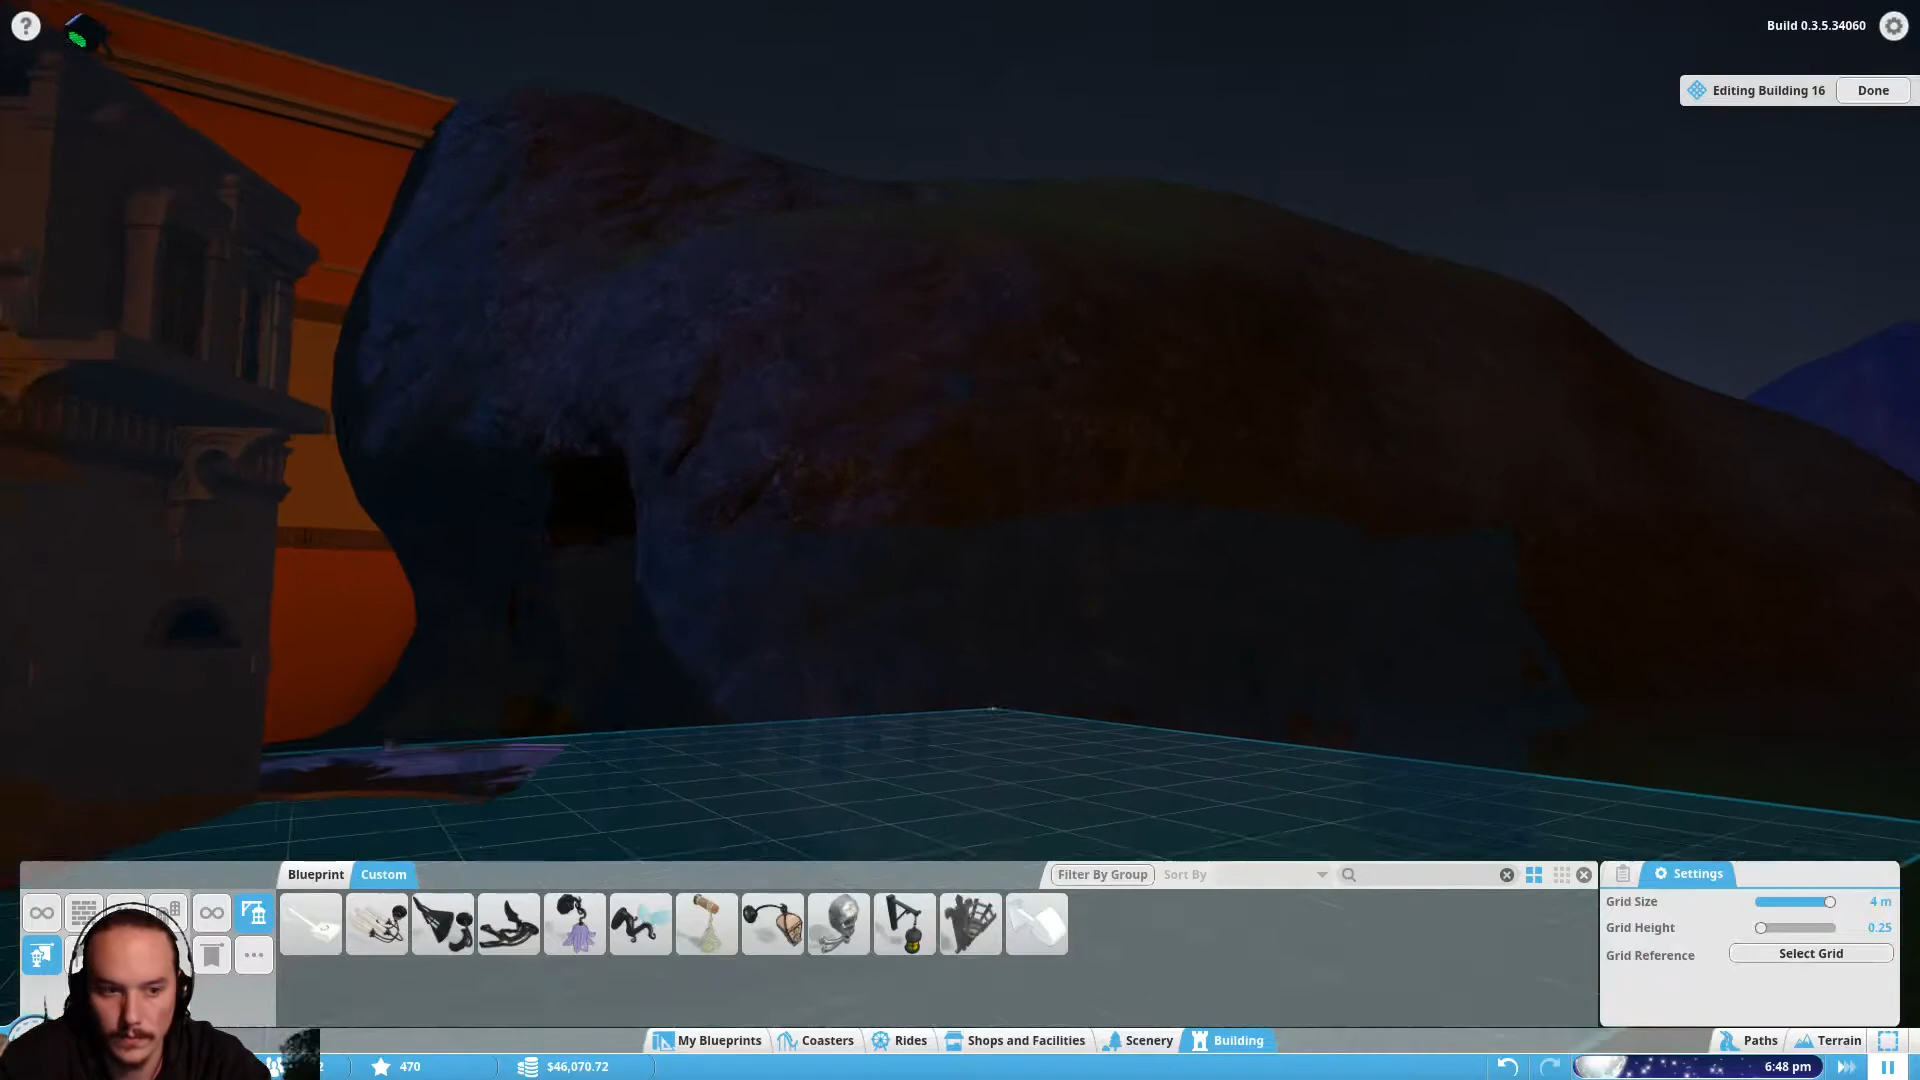 ?
Build 0.3.5.34060
Editing Building 16 Done
Blueprint Custom Filter By Group Sort By Settings
Grid Size 4 m
Grid Height 0.25
Grid Reference Select Grid
My Blueprints Coasters Rides Shops and Facilities Scenery Building Paths Terrain
470 $46,070.72 6:48 pm